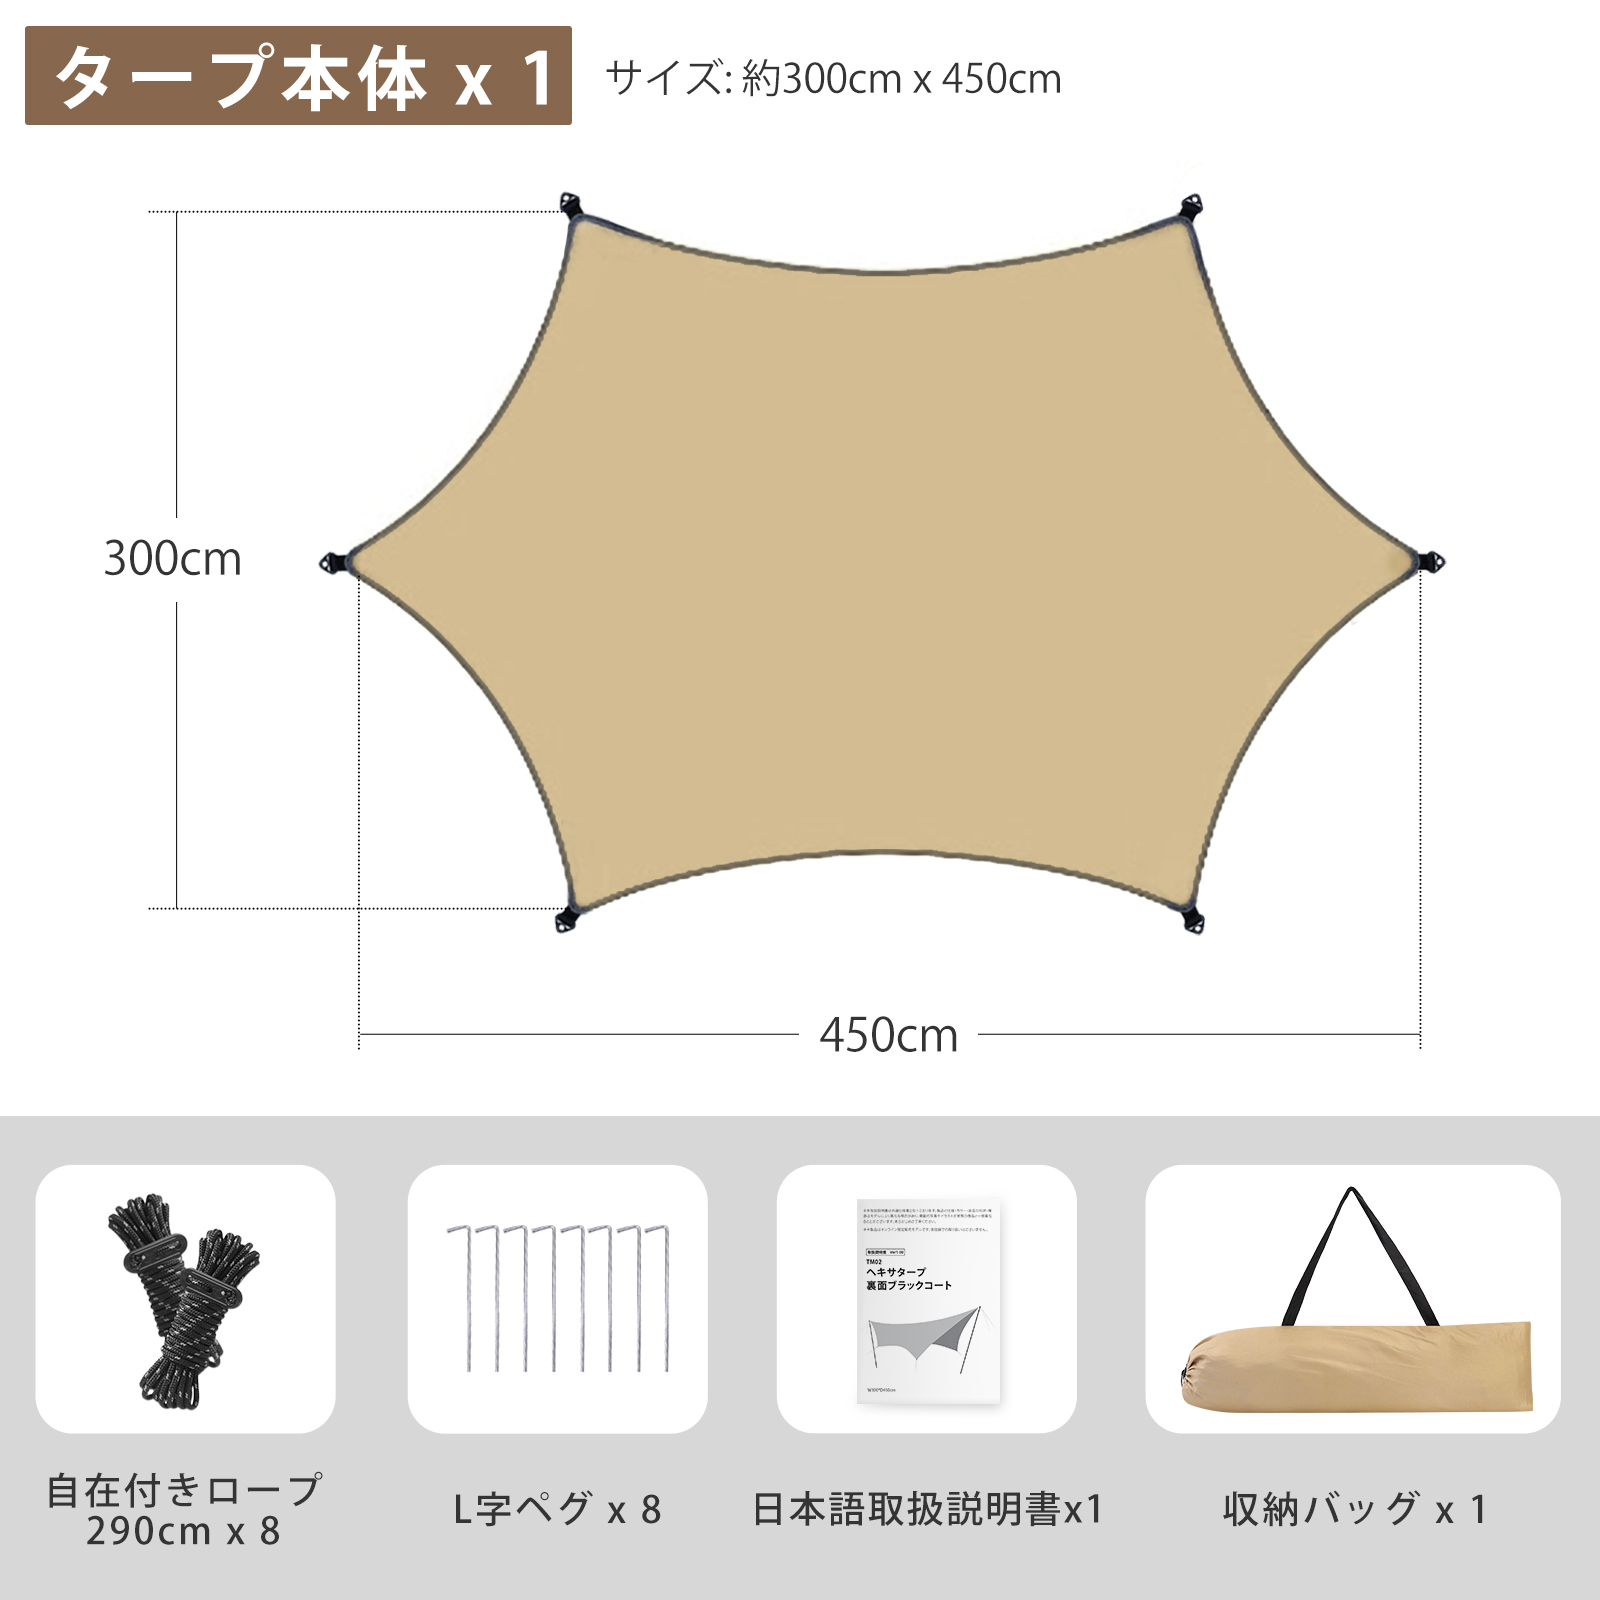 タープ本体 x 1
サイズ: 約300cm x 450cm
300cm
450cm
TM02
ヘキサタープ
裏面ブラックコート
自在付きロープ
290cm x 8
L字ペグ x 8
日本語取扱説明書x1
収納バッグ x 1